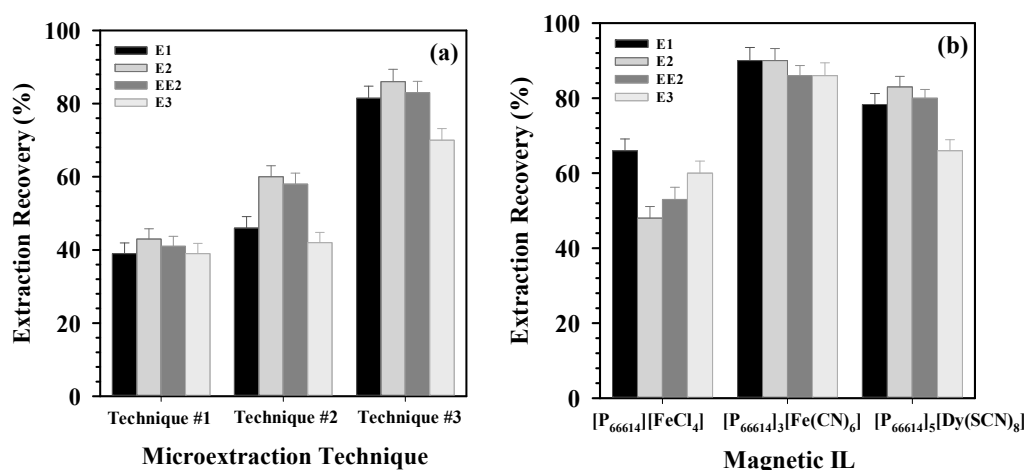 100
80
60
40
20
0
Extraction Recovery (%)
(a)
E1
E2
EE2
E3
Technique #1 Technique #2 Technique #3
Microextraction Technique
100
80
60
40
20
0
Extraction Recovery (%)
(b)
E1
E2
EE2
E3
[P₆₆₆₁₄][FeCl₄] [P₆₆₆₁₄]₃[Fe(CN)₆] [P₆₆₆₁₄]₅[Dy(SCN)₈]
Magnetic IL